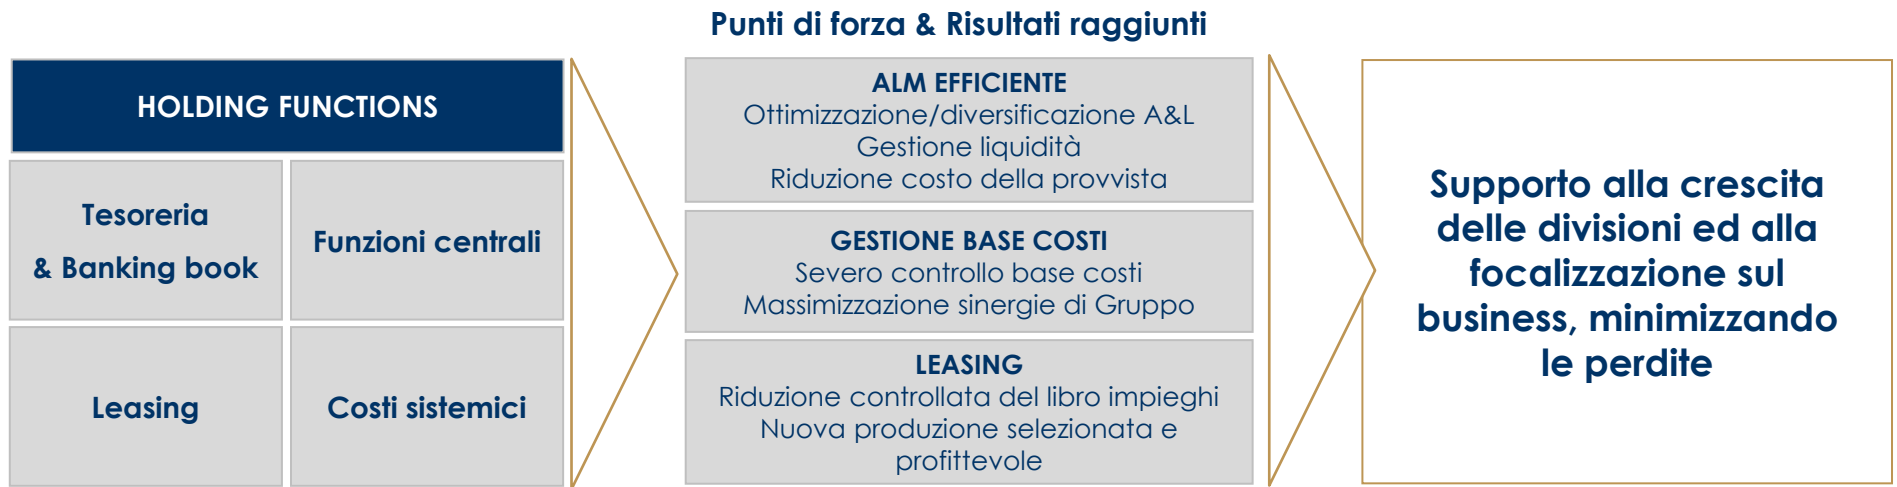 Punti di forza & Risultati raggiunti
HOLDING FUNCTIONS
Tesoreria
& Banking book
Funzioni centrali
Leasing
Costi sistemici
ALM EFFICIENTE
Ottimizzazione/diversificazione A&L
Gestione liquidità
Riduzione costo della provvista
GESTIONE BASE COSTI
Severo controllo base costi
Massimizzazione sinergie di Gruppo
LEASING
Riduzione controllata del libro impieghi
Nuova produzione selezionata e
profittevole
Supporto alla crescita
delle divisioni ed alla
focalizzazione sul
business, minimizzando
le perdite